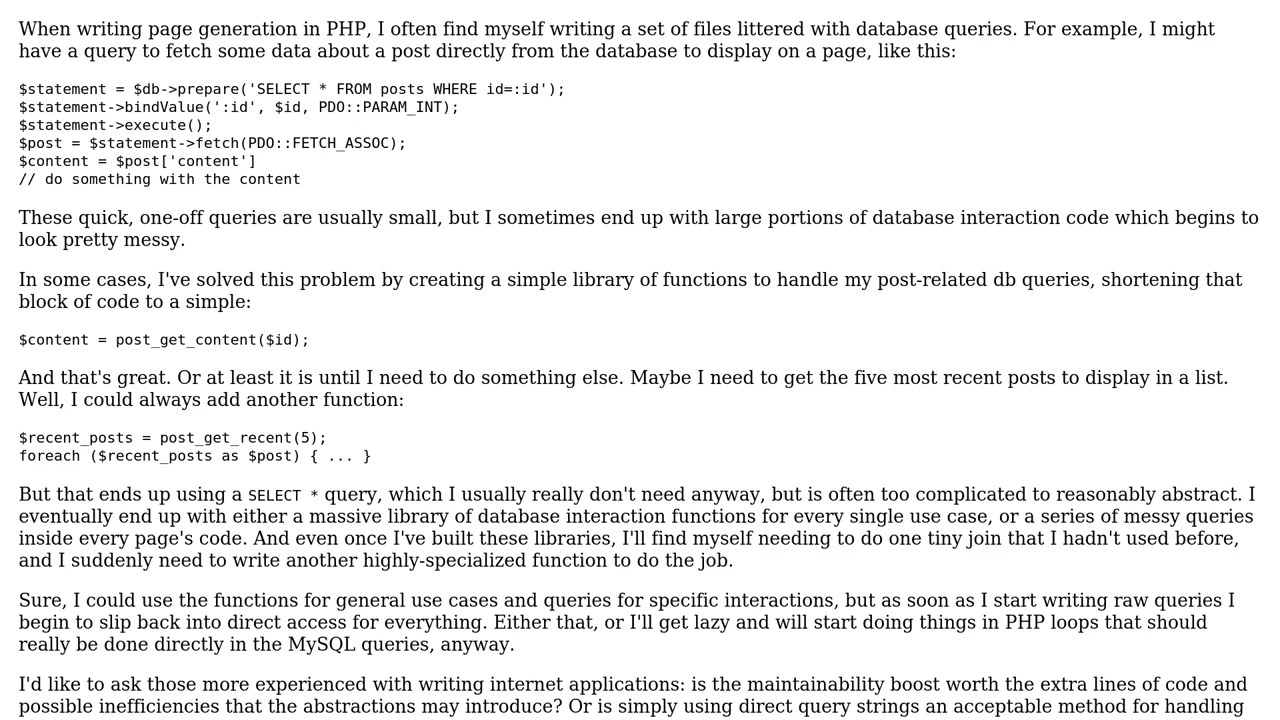 When writing page generation in PHP, I often find myself writing a set of files littered with database queries. For example, I might
have a query to fetch some data about a post directly from the database to display on a page, like this:
$statement = $db->prepare('SELECT * FROM posts WHERE id=:id');
$statement->bindValue(':id', $id, PDO::PARAM_INT);
$statement->execute();
$post = $statement->fetch(PDO::FETCH_ASSOC);
$content = $post['content']
// do something with the content
These quick, one-off queries are usually small, but I sometimes end up with large portions of database interaction code which begins to
look pretty messy.
In some cases, I've solved this problem by creating a simple library of functions to handle my post-related db queries, shortening that
block of code to a simple:
$content = post_get_content($id);
And that's great. Or at least it is until I need to do something else. Maybe I need to get the five most recent posts to display in a list.
Well, I could always add another function:
$recent_posts = post_get_recent(5);
foreach ($recent_posts as $post) { ... }
But that ends up using a SELECT * query, which I usually really don't need anyway, but is often too complicated to reasonably abstract. I
eventually end up with either a massive library of database interaction functions for every single use case, or a series of messy queries
inside every page's code. And even once I've built these libraries, I'll find myself needing to do one tiny join that I hadn't used before,
and I suddenly need to write another highly-specialized function to do the job.
Sure, I could use the functions for general use cases and queries for specific interactions, but as soon as I start writing raw queries I
begin to slip back into direct access for everything. Either that, or I'll get lazy and will start doing things in PHP loops that should
really be done directly in the MySQL queries, anyway.
I'd like to ask those more experienced with writing internet applications: is the maintainability boost worth the extra lines of code and
possible inefficiencies that the abstractions may introduce? Or is simply using direct query strings an acceptable method for handling